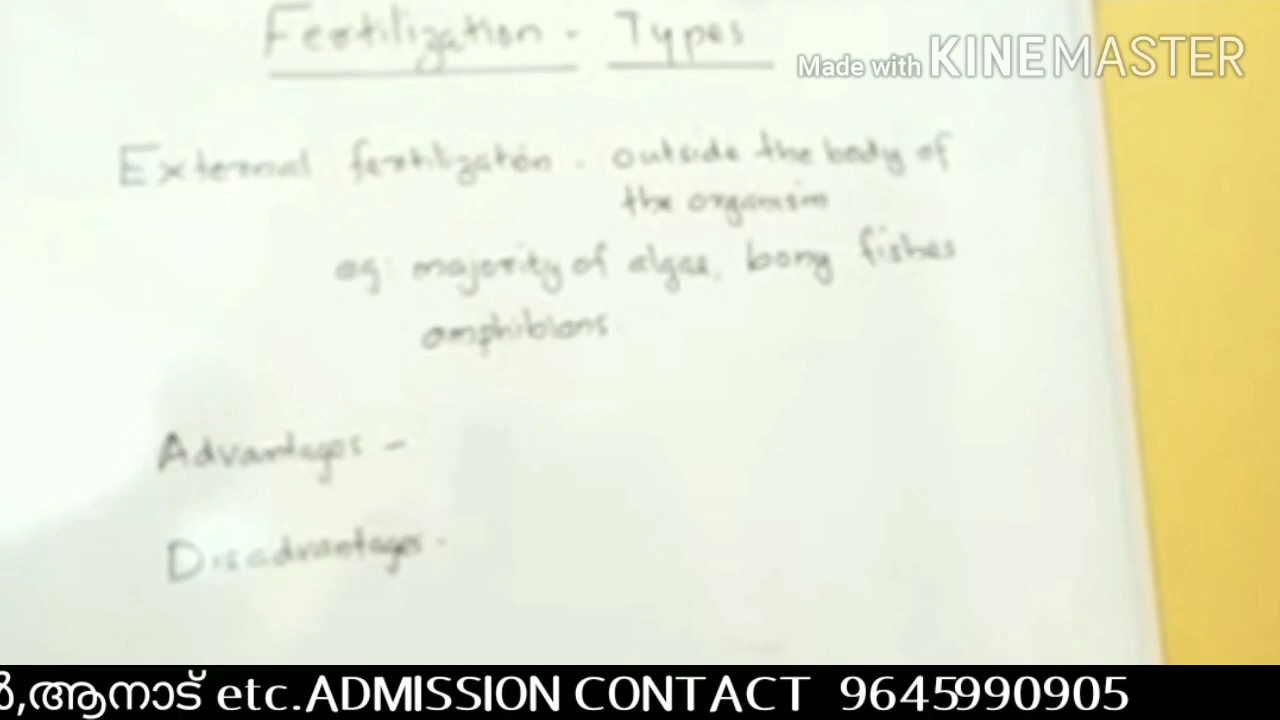 Fertilization - Types
Made with KINEMASTER
External fertilizaton - outside the body of
the organism
eg: majority of algae, bony fishes
amphibians
Advantages -
Disadvantages -
ൽ,ആനാട് etc.ADMISSION CONTACT 9645990905